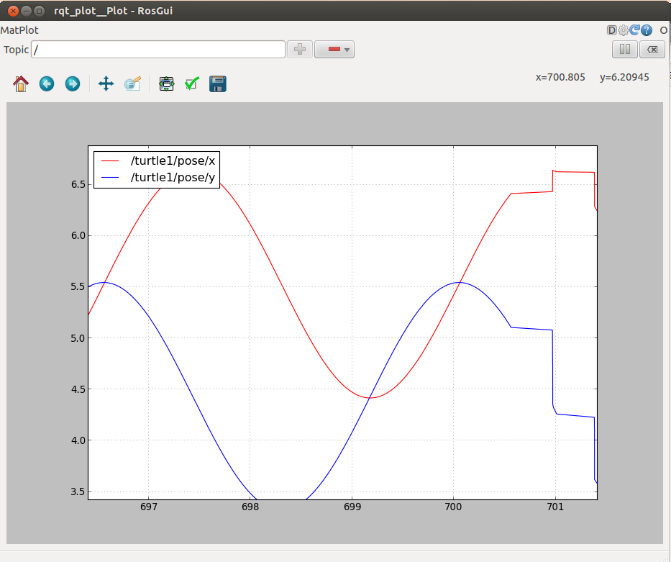 rqt_plot__Plot - RosGui
MatPlot
D
O
Topic /
x=700.805 y=6.20945
/turtle1/pose/x
/turtle1/pose/y
6.5
6.0
5.5
5.0
4.5
4.0
3.5
697 698 699 700 701